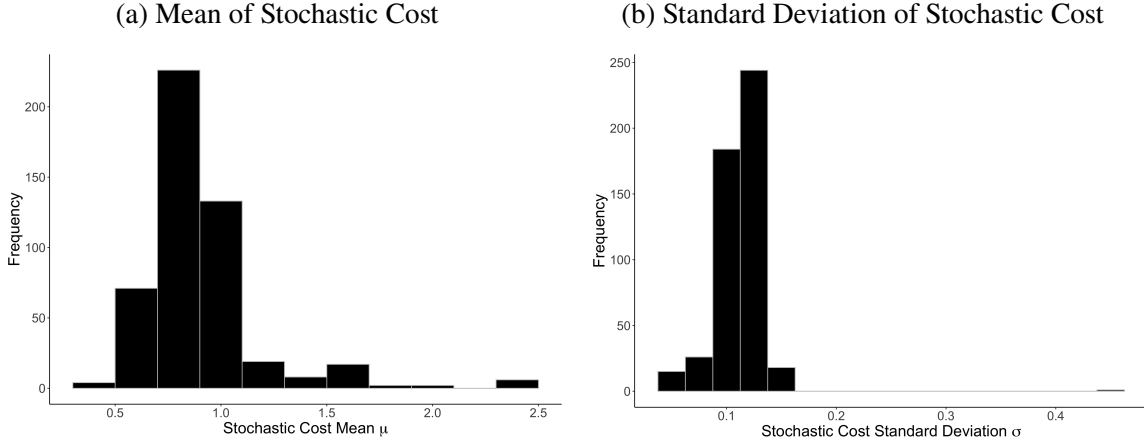 (a) Mean of Stochastic Cost
Frequency
200
150
100
50
0
0.5 1.0 1.5 2.0 2.5
Stochastic Cost Mean μ
(b) Standard Deviation of Stochastic Cost
Frequency
250
200
150
100
50
0
0.1 0.2 0.3 0.4
Stochastic Cost Standard Deviation σ